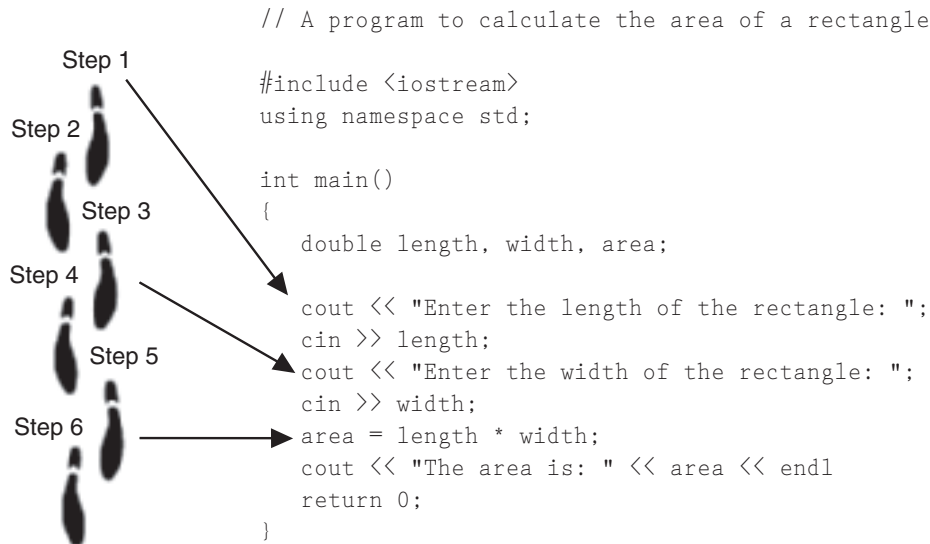 // A program to calculate the area of a rectangle
Step 1
#include <iostream>
using namespace std;
Step 2
int main()
{
Step 3
double length, width, area;
Step 4
cout << "Enter the length of the rectangle: ";
cin >> length;
Step 5
cout << "Enter the width of the rectangle: ";
cin >> width;
Step 6
area = length * width;
cout << "The area is: " << area << endl
return 0;
}